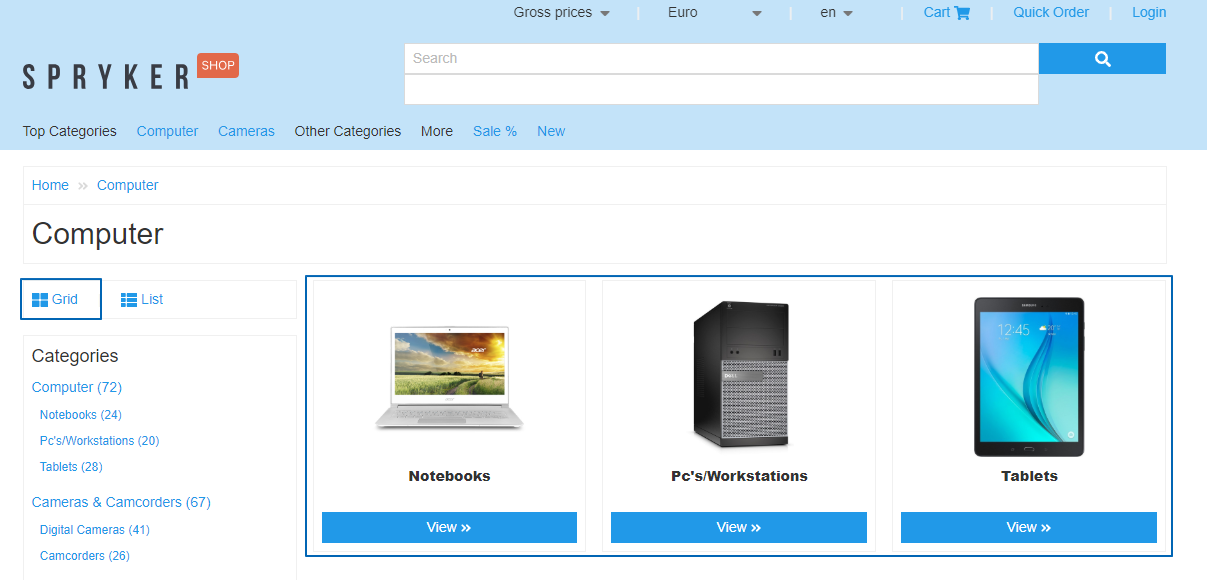 Gross prices Euro en Cart Quick Order Login
SPRYKER SHOP
Search
Top Categories Computer Cameras Other Categories More Sale % New
Home » Computer
Computer
Grid List
Categories
Computer (72)
Notebooks (24)
Pc's/Workstations (20)
Tablets (28)
Cameras & Camcorders (67)
Digital Cameras (41)
Camcorders (26)
acer
DELL
SAMSUNG
12:45
Notebooks Pc's/Workstations Tablets
View » View » View »